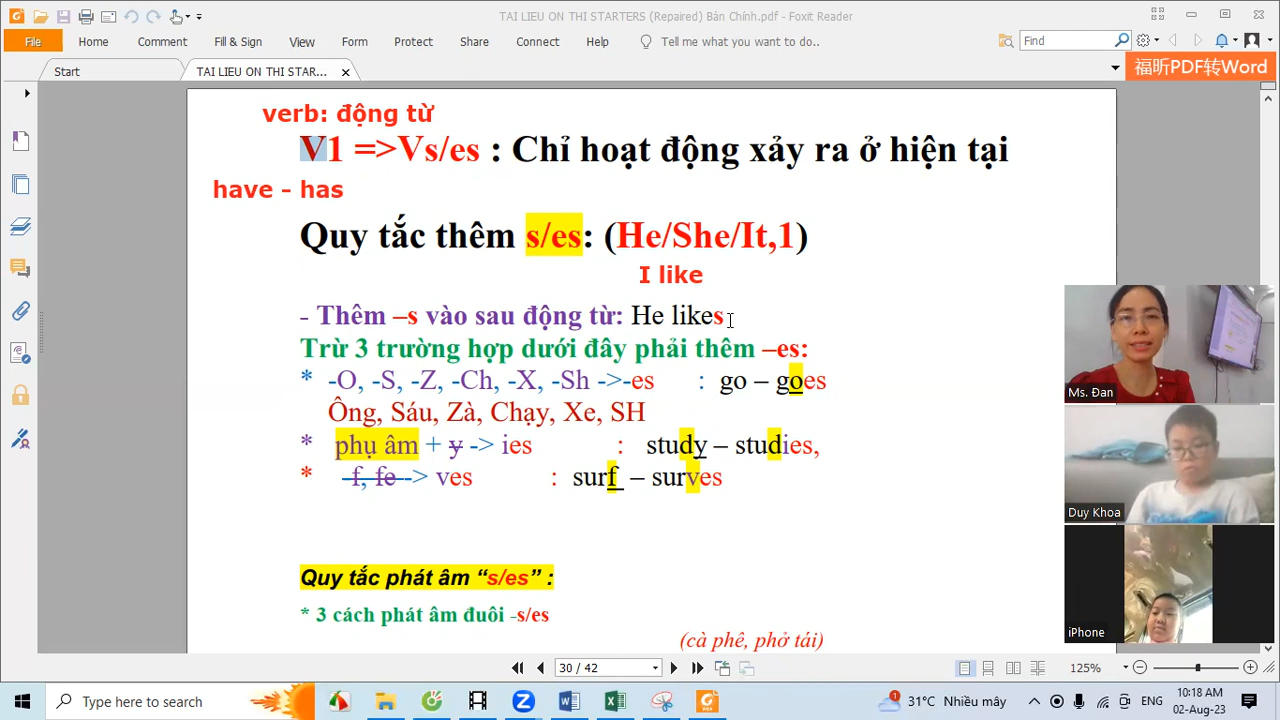 TAI LIEU ON THI STARTERS (Repaired) Bản Chính.pdf - Foxit Reader
File Home Comment Fill & Sign View Form Protect Share Connect Help Tell me what you want to do.. Find
Start TAI LIEU ON THI STAR... 福昕PDF转Word
verb: động từ
V1 =>Vs/es : Chỉ hoạt động xảy ra ở hiện tại
have - has
Quy tắc thêm s/es: (He/She/It,1)
I like
- Thêm –s vào sau động từ: He likes
Trừ 3 trường hợp dưới đây phải thêm –es:
* -O, -S, -Z, -Ch, -X, -Sh ->-es : go – goes
Ông, Sáu, Zà, Chạy, Xe, SH
* phụ âm + y -> ies : study – studies,
* -f, fe -> ves : surf – surves
Quy tắc phát âm “s/es” :
* 3 cách phát âm đuôi -s/es
(cà phê, phở tái)
Ms. Đan
Duy Khoa
iPhone
30 / 42 125%
Type here to search 31°C Nhiều mây ENG 10:18 AM
02-Aug-23